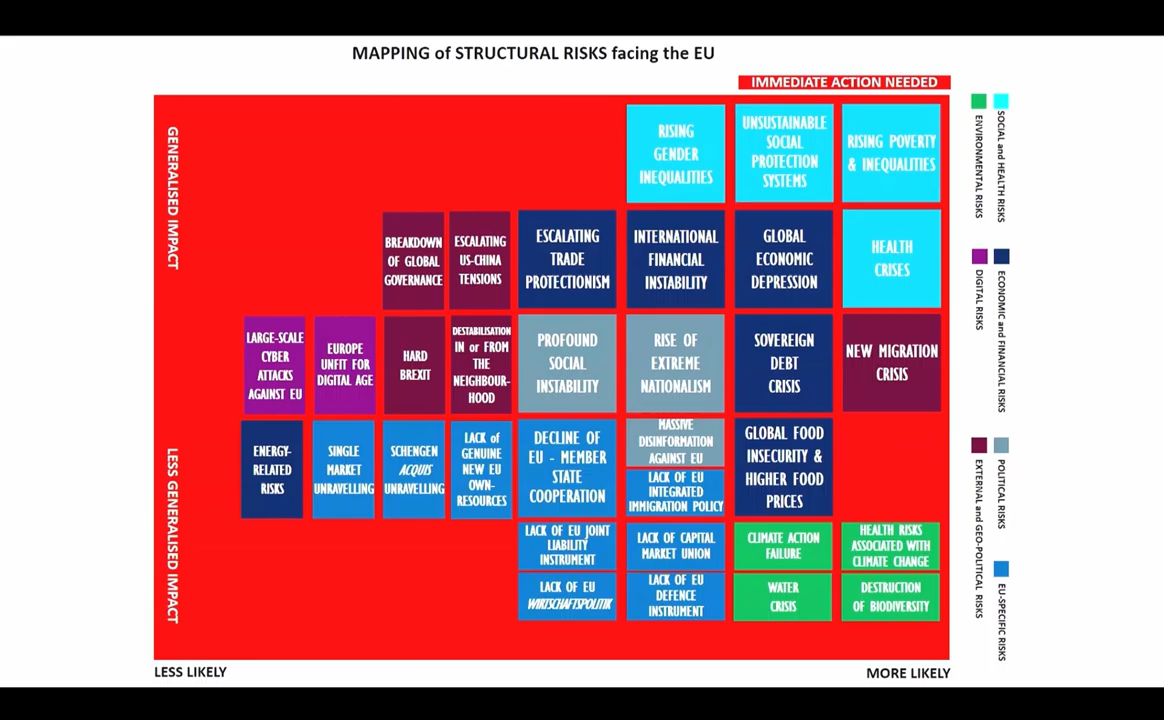 MAPPING of STRUCTURAL RISKS facing the EU
IMMEDIATE ACTION NEEDED
GENERALISED IMPACT
RISING
GENDER
INEQUALITIES
UNSUSTAINABLE
SOCIAL
PROTECTION
SYSTEMS
RISING POVERTY
& INEQUALITIES
BREAKDOWN
OF GLOBAL
GOVERNANCE
ESCALATING
US-CHINA
TENSIONS
ESCALATING
TRADE
PROTECTIONISM
INTERNATIONAL
FINANCIAL
INSTABILITY
GLOBAL
ECONOMIC
DEPRESSION
HEALTH
CRISES
LARGE-SCALE
CYBER
ATTACKS
AGAINST EU
EUROPE
UNFIT FOR
DIGITAL AGE
HARD
BREXIT
DESTABILISATION
IN or FROM
THE
NEIGHBOUR-
HOOD
PROFOUND
SOCIAL
INSTABILITY
RISE OF
EXTREME
NATIONALISM
SOVEREIGN
DEBT
CRISIS
NEW MIGRATION
CRISIS
LESS GENERALISED IMPACT
ENERGY-
RELATED
RISKS
SINGLE
MARKET
UNRAVELLING
SCHENGEN
ACQUIS
UNRAVELLING
LACK of
GENUINE
NEW EU
OWN-
RESOURCES
DECLINE OF
EU - MEMBER
STATE
COOPERATION
MASSIVE
DISINFORMATION
AGAINST EU
LACK OF EU
INTEGRATED
IMMIGRATION POLICY
GLOBAL FOOD
INSECURITY &
HIGHER FOOD
PRICES
LACK OF EU JOINT
LIABILITY
INSTRUMENT
LACK OF CAPITAL
MARKET UNION
CLIMATE ACTION
FAILURE
HEALTH RISKS
ASSOCIATED WITH
CLIMATE CHANGE
LACK OF EU
WIRTSCHAFTSPOLITIK
LACK OF EU
DEFENCE
INSTRUMENT
WATER
CRISIS
DESTRUCTION
OF BIODIVERSITY
LESS LIKELY
MORE LIKELY
SOCIAL and HEALTH RISKS
ENVIRONMENTAL RISKS
ECONOMIC and FINANCIAL RISKS
DIGITAL RISKS
POLITICAL RISKS
EXTERNAL and GEO-POLITICAL RISKS
EU-SPECIFIC RISKS